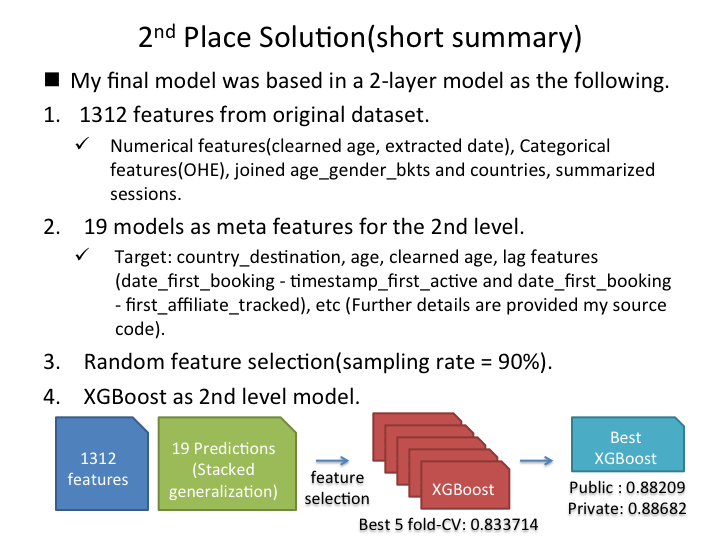 2nd Place Solution(short summary)
My final model was based in a 2-layer model as the following.
1. 1312 features from original dataset.
Numerical features(clearned age, extracted date), Categorical
features(OHE), joined age_gender_bkts and countries, summarized
sessions.
2. 19 models as meta features for the 2nd level.
Target: country_destination, age, clearned age, lag features
(date_first_booking - timestamp_first_active and date_first_booking
- first_affiliate_tracked), etc (Further details are provided my source
code).
3. Random feature selection(sampling rate = 90%).
4. XGBoost as 2nd level model.
1312
features
19 Predictions
(Stacked
generalization)
feature
selection
XGBoost
Best 5 fold-CV: 0.833714
Best
XGBoost
Public : 0.88209
Private: 0.88682